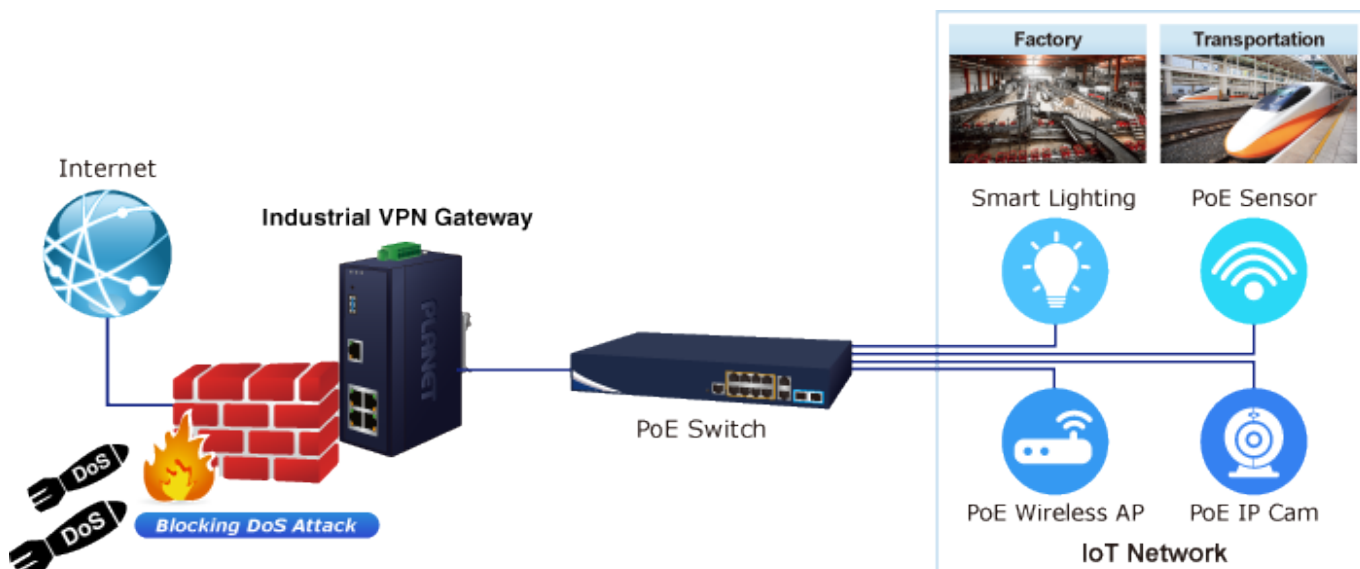 Factory
Transportation
Internet
Smart Lighting
PoE Sensor
Industrial VPN Gateway
PLANET
PoE Switch
DoS
DoS
Blocking DoS Attack
PoE Wireless AP
PoE IP Cam
IoT Network